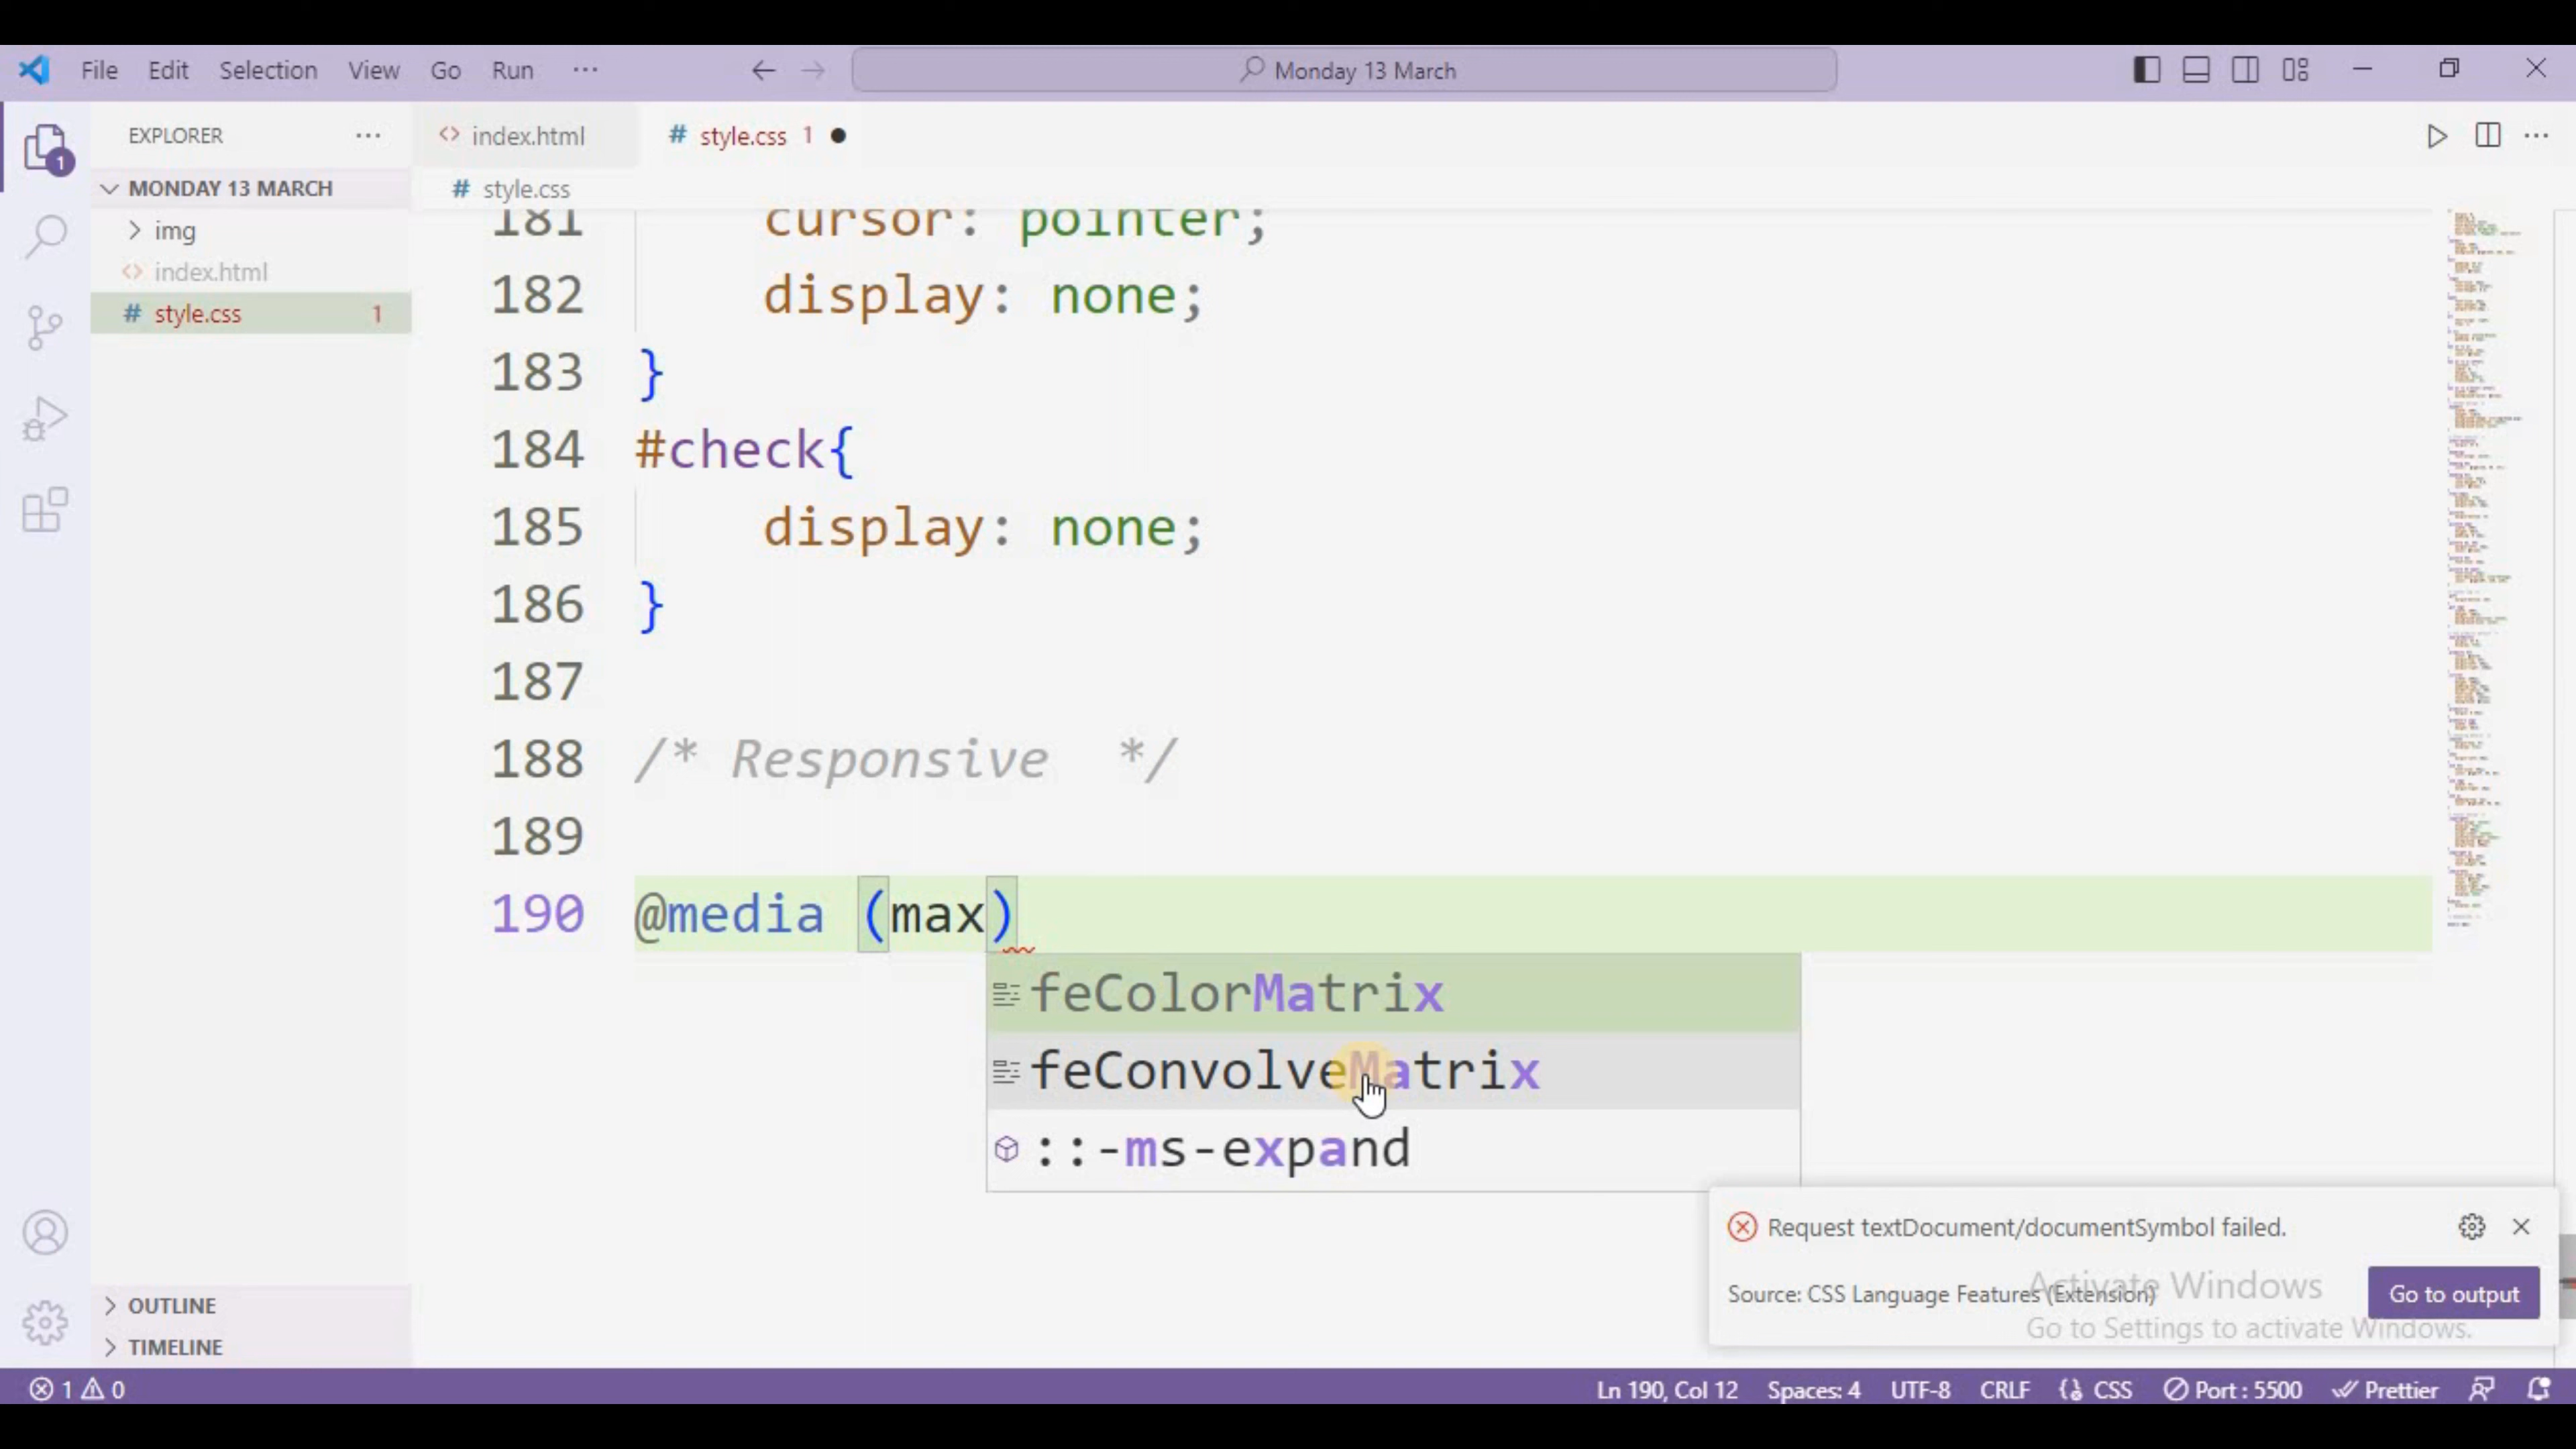 File Edit Selection View Go Run ...
Monday 13 March
EXPLORER ...
index.html
# style.css 1
MONDAY 13 MARCH
# style.css
img
index.html
# style.css 1
181 cursor: pointer;
182 display: none;
183 }
184 #check{
185 display: none;
186 }
187
188 /* Responsive  */
189
190 @media (max)
feColorMatrix
feConvolveMatrix
::-ms-expand
Request textDocument/documentSymbol failed.
Source: CSS Language Features (Extension)
Go to output
Activate Windows
Go to Settings to activate Windows.
OUTLINE
TIMELINE
1 0 Ln 190, Col 12 Spaces: 4 UTF-8 CRLF CSS Port : 5500 Prettier
1